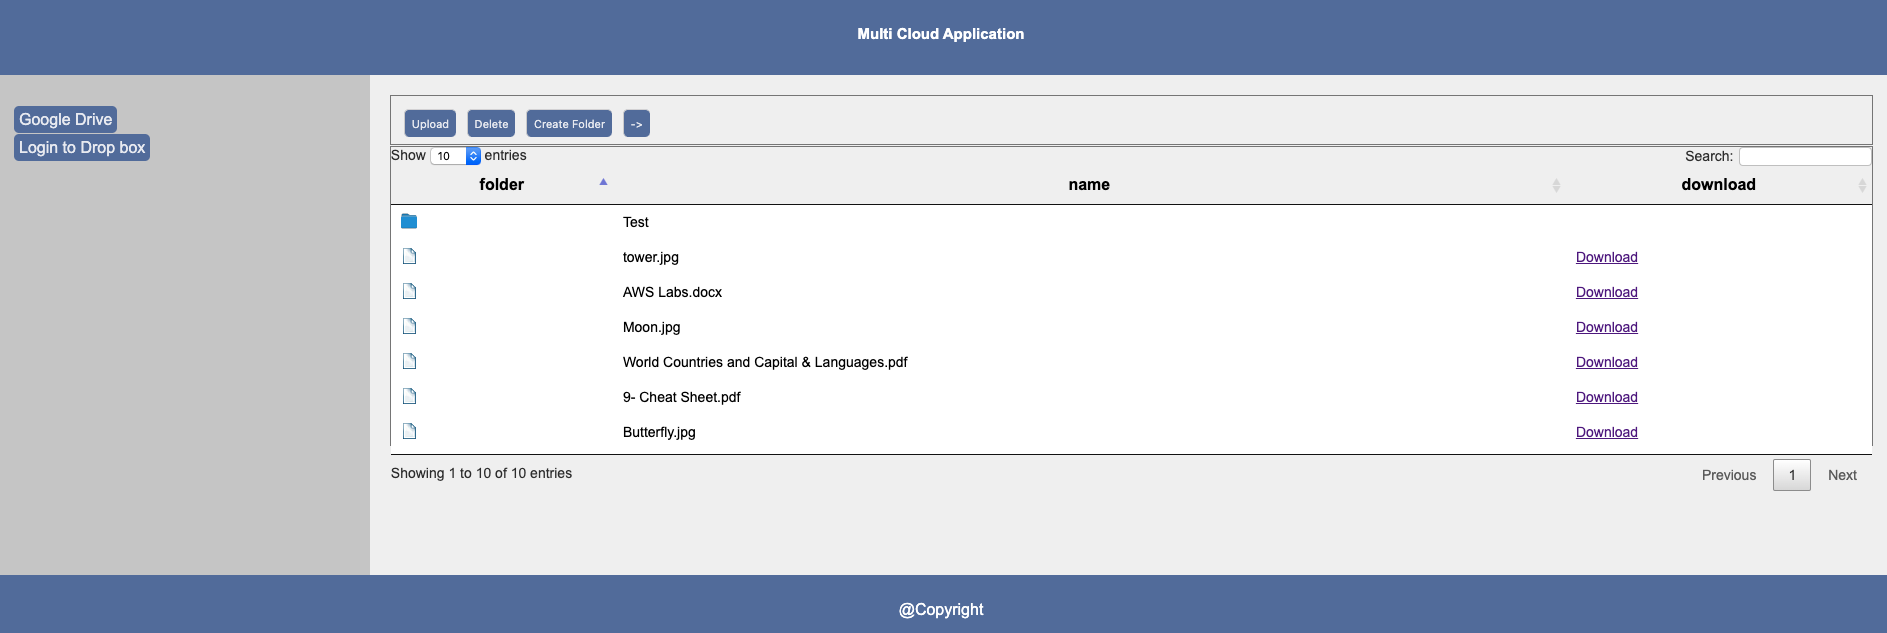 Multi Cloud Application
Google Drive
Login to Drop box
Upload Delete Create Folder ->
Show 10 entries Search:
folder name download
Test
tower.jpg Download
AWS Labs.docx Download
Moon.jpg Download
World Countries and Capital & Languages.pdf Download
9- Cheat Sheet.pdf Download
Butterfly.jpg Download
Showing 1 to 10 of 10 entries Previous 1 Next
@Copyright